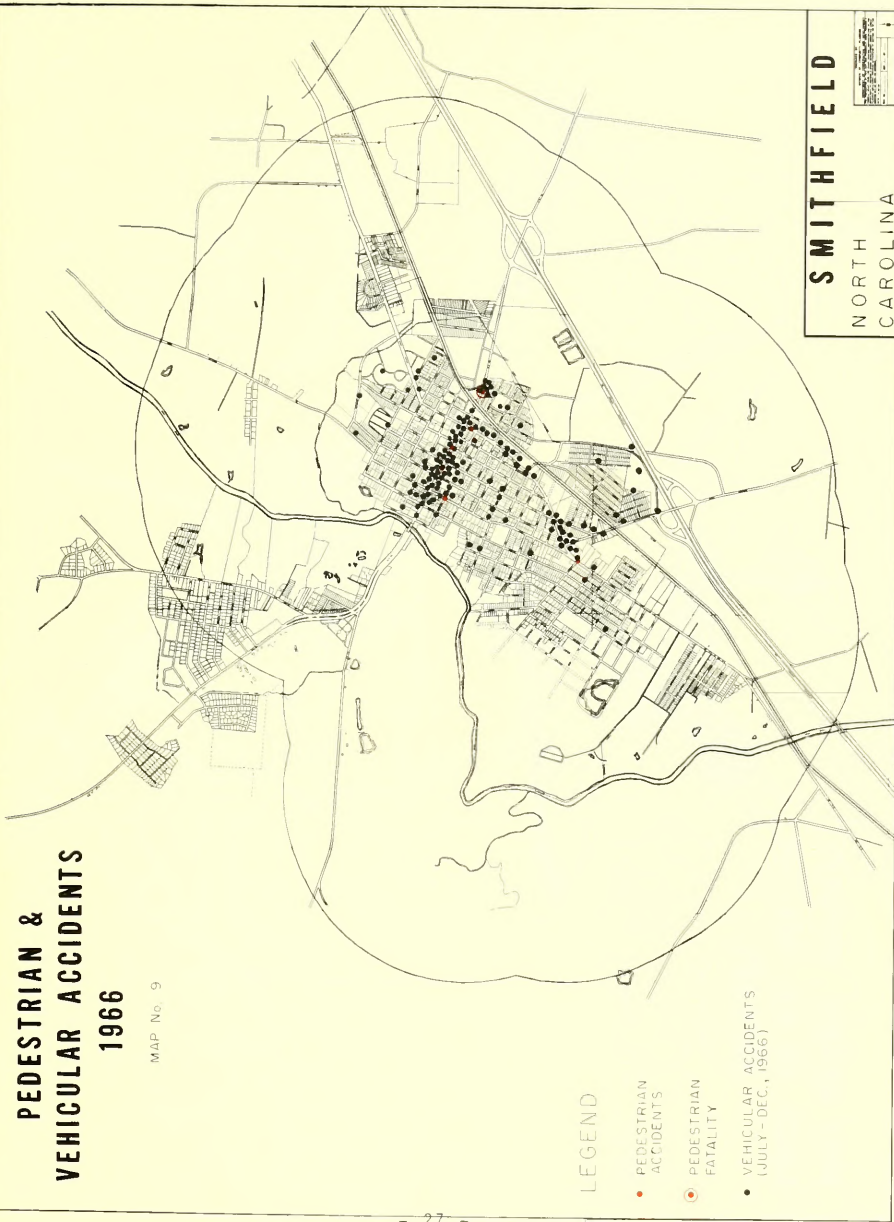 PEDESTRIAN &
VEHICULAR ACCIDENTS
1966
MAP No. 9
LEGEND
PEDESTRIAN
ACCIDENTS
PEDESTRIAN
FATALITY
VEHICULAR ACCIDENTS
(JULY - DEC., 1966)
SMITHFIELD
NORTH
CAROLINA
- 27 -